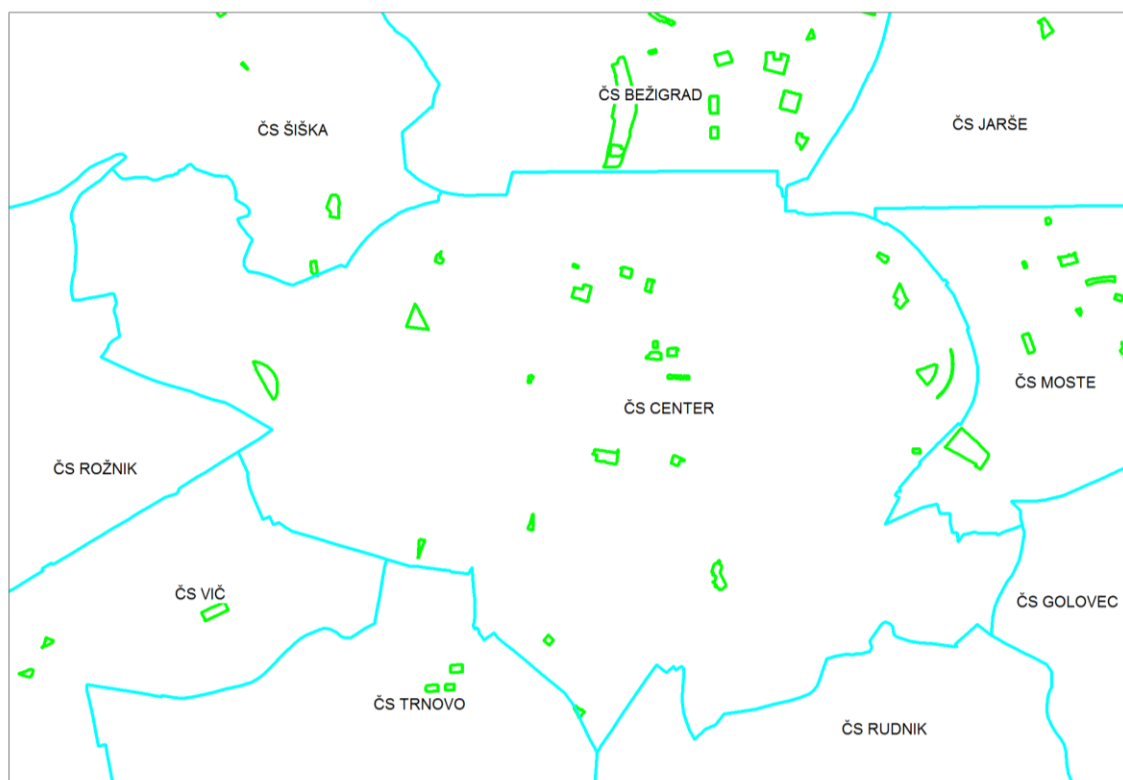 ČS BEŽIGRAD
ČS ŠIŠKA
ČS JARŠE
ČS MOSTE
ČS CENTER
ČS ROŽNIK
ČS VIČ
ČS GOLOVEC
ČS TRNOVO
ČS RUDNIK